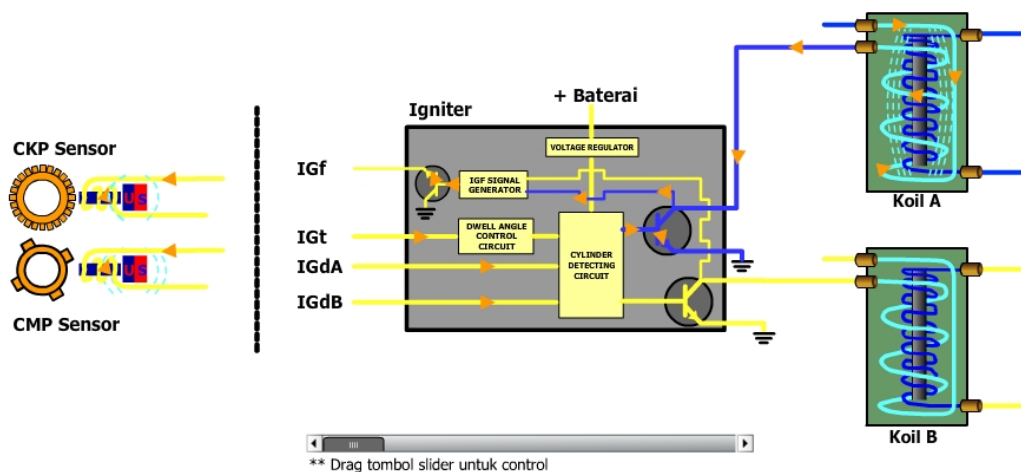 CKP Sensor
U S
U S
CMP Sensor
Igniter
+ Baterai
VOLTAGE REGULATOR
IGf
IGF SIGNAL
GENERATOR
IGt
DWELL ANGLE
CONTROL
CIRCUIT
IGdA
IGdB
CYLINDER
DETECTING
CIRCUIT
Koil A
Koil B
** Drag tombol slider untuk control